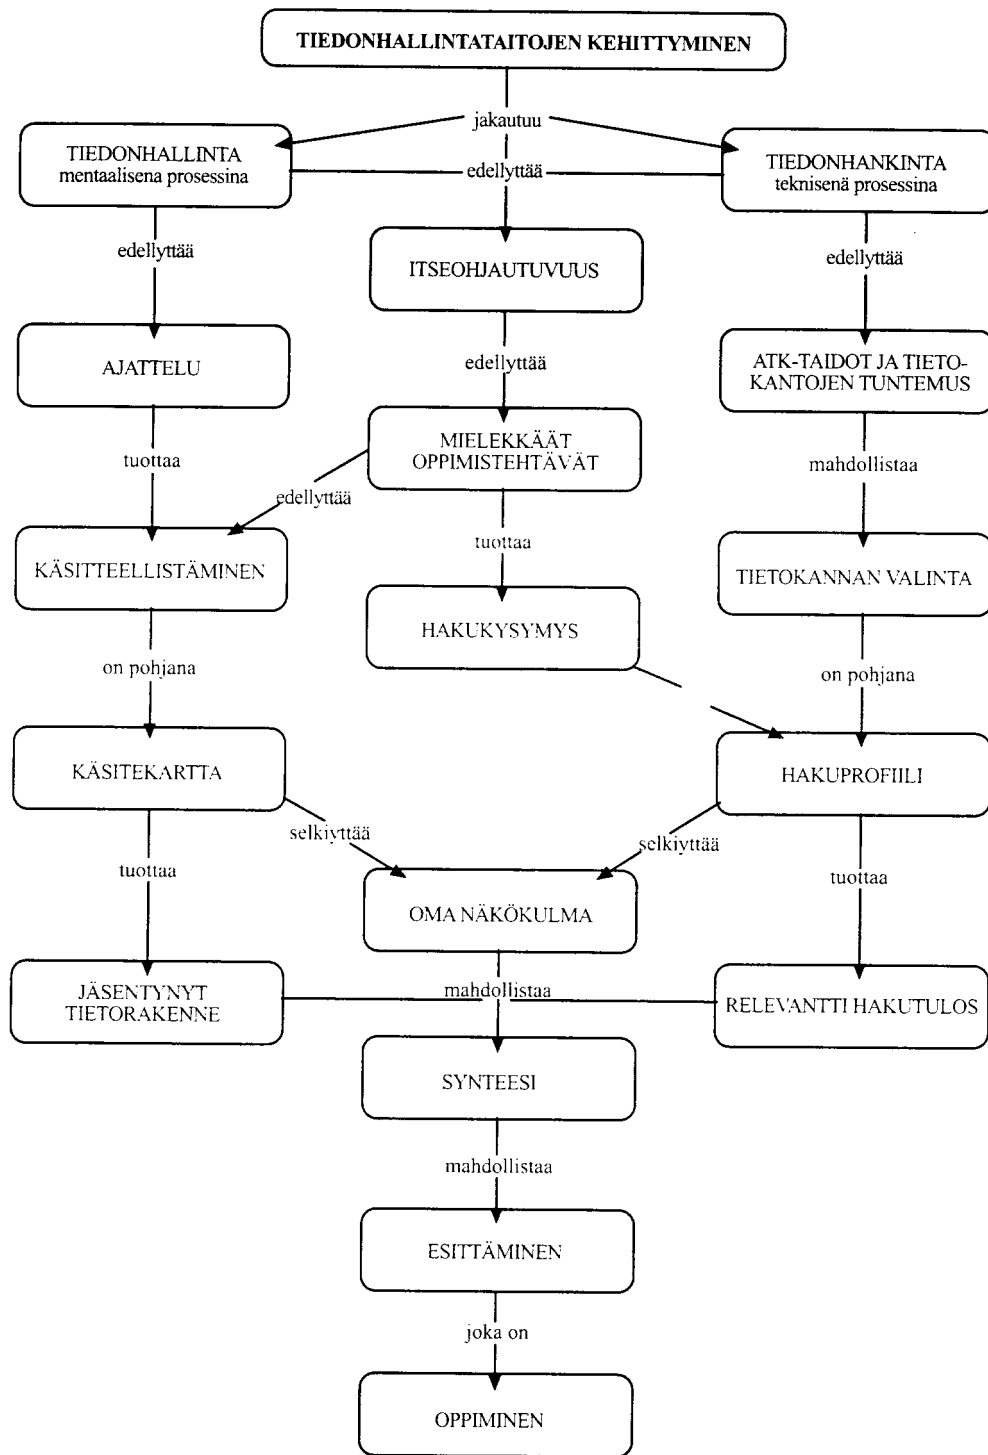 TIEDONHALLINTATAITOJEN KEHITTYMINEN
jakautuu
TIEDONHALLINTA
mentaalisena prosessina
edellyttää
TIEDONHANKINTA
teknisenä prosessina
edellyttää
ITSEOHJAUTUVUUS
edellyttää
AJATTELU
edellyttää
ATK-TAIDOT JA TIETO-
KANTOJEN TUNTEMUS
tuottaa
MIELEKKÄÄT
OPPIMISTEHTÄVÄT
mahdollistaa
edellyttää
KÄSITTEELLISTÄMINEN
tuottaa
TIETOKANNAN VALINTA
HAKUKYSYMYS
on pohjana
on pohjana
KÄSITEKARTTA
HAKUPROFIILI
selkiyttää
selkiyttää
tuottaa
OMA NÄKÖKULMA
tuottaa
JÄSENTYNYT
TIETORAKENNE
mahdollistaa
RELEVANTTI HAKUTULOS
SYNTEESI
mahdollistaa
ESITTÄMINEN
joka on
OPPIMINEN